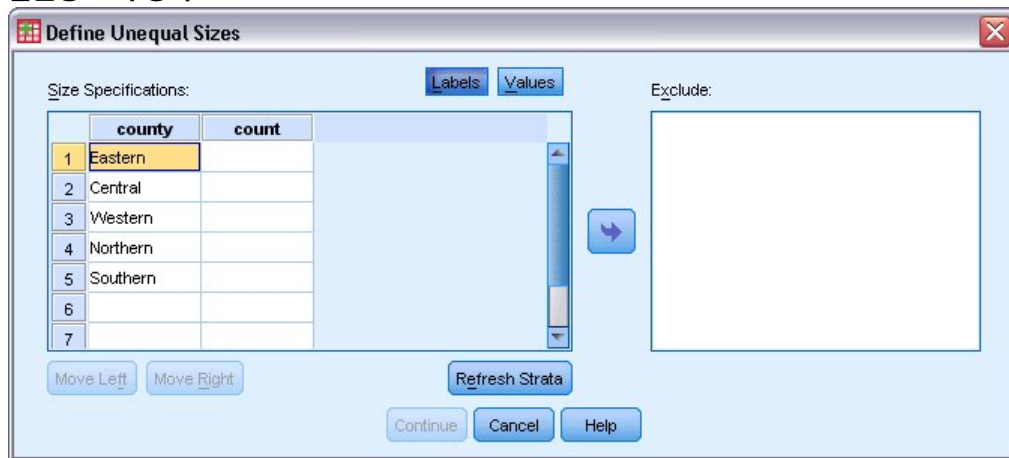 Define Unequal Sizes
Labels Values
Size Specifications: Exclude:
county count
1 Eastern
2 Central
3 Western
4 Northern
5 Southern
6
7
Move Left Move Right Refresh Strata
Continue Cancel Help